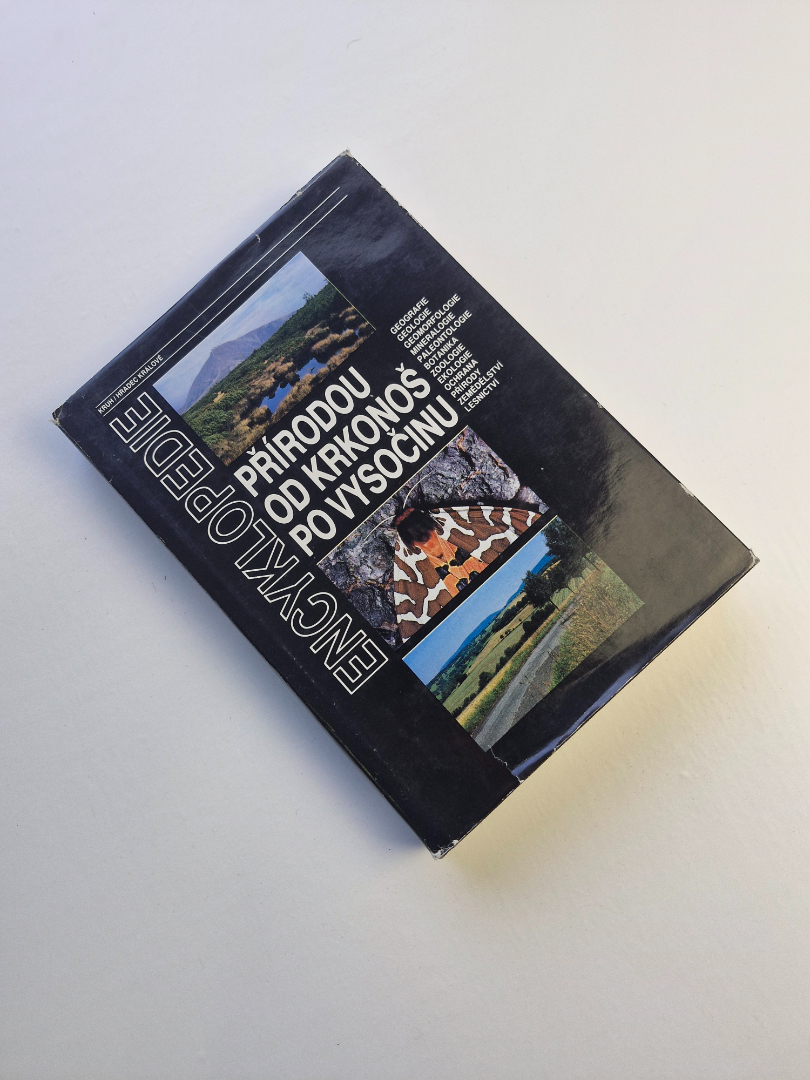 KRUH / HRADEC KRÁLOVÉ
ENCYKLOPEDIE
PŘÍRODOU
OD KRKONOŠ
PO VYSOČINU
GEOGRAFIE
GEOLOGIE
GEOMORFOLOGIE
MINERALOGIE
PALEONTOLOGIE
BOTANIKA
ZOOLOGIE
EKOLOGIE
OCHRANA
PŘÍRODY
ZEMĚDĚLSTVÍ
LESNICTVÍ